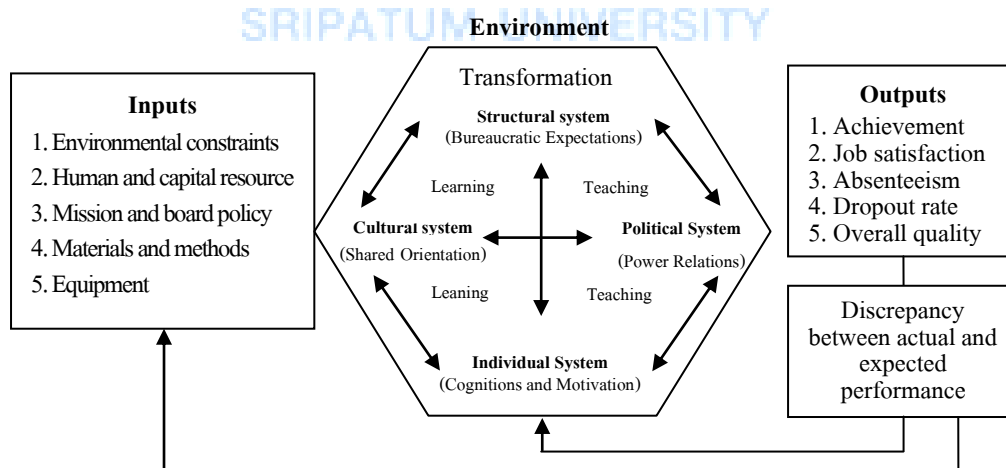 SRIPATUM UNIVERSITY
Environment
Inputs
1. Environmental constraints
2. Human and capital resource
3. Mission and board policy
4. Materials and methods
5. Equipment
Transformation
Structural system
(Bureaucratic Expectations)
Learning
Teaching
Cultural system
(Shared Orientation)
Political System
(Power Relations)
Leaning
Teaching
Individual System
(Cognitions and Motivation)
Outputs
1. Achievement
2. Job satisfaction
3. Absenteeism
4. Dropout rate
5. Overall quality
Discrepancy
between actual and
expected
performance